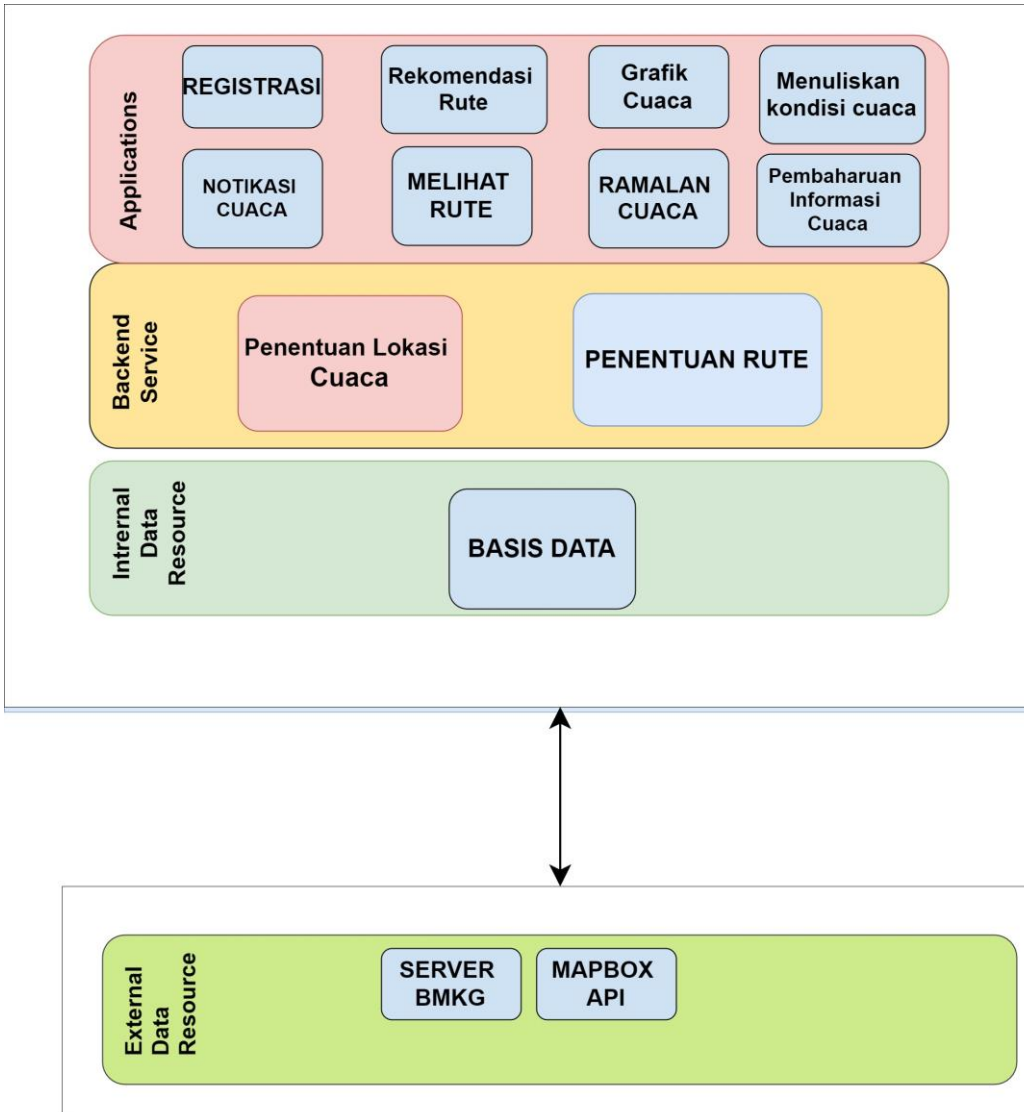 Applications
REGISTRASI
Rekomendasi
Rute
Grafik
Cuaca
Menuliskan
kondisi cuaca
NOTIKASI
CUACA
MELIHAT
RUTE
RAMALAN
CUACA
Pembaharuan
Informasi
Cuaca
Backend
Service
Penentuan Lokasi
Cuaca
PENENTUAN RUTE
Intrernal
Data
Resource
BASIS DATA
External
Data
Resource
SERVER
BMKG
MAPBOX
API